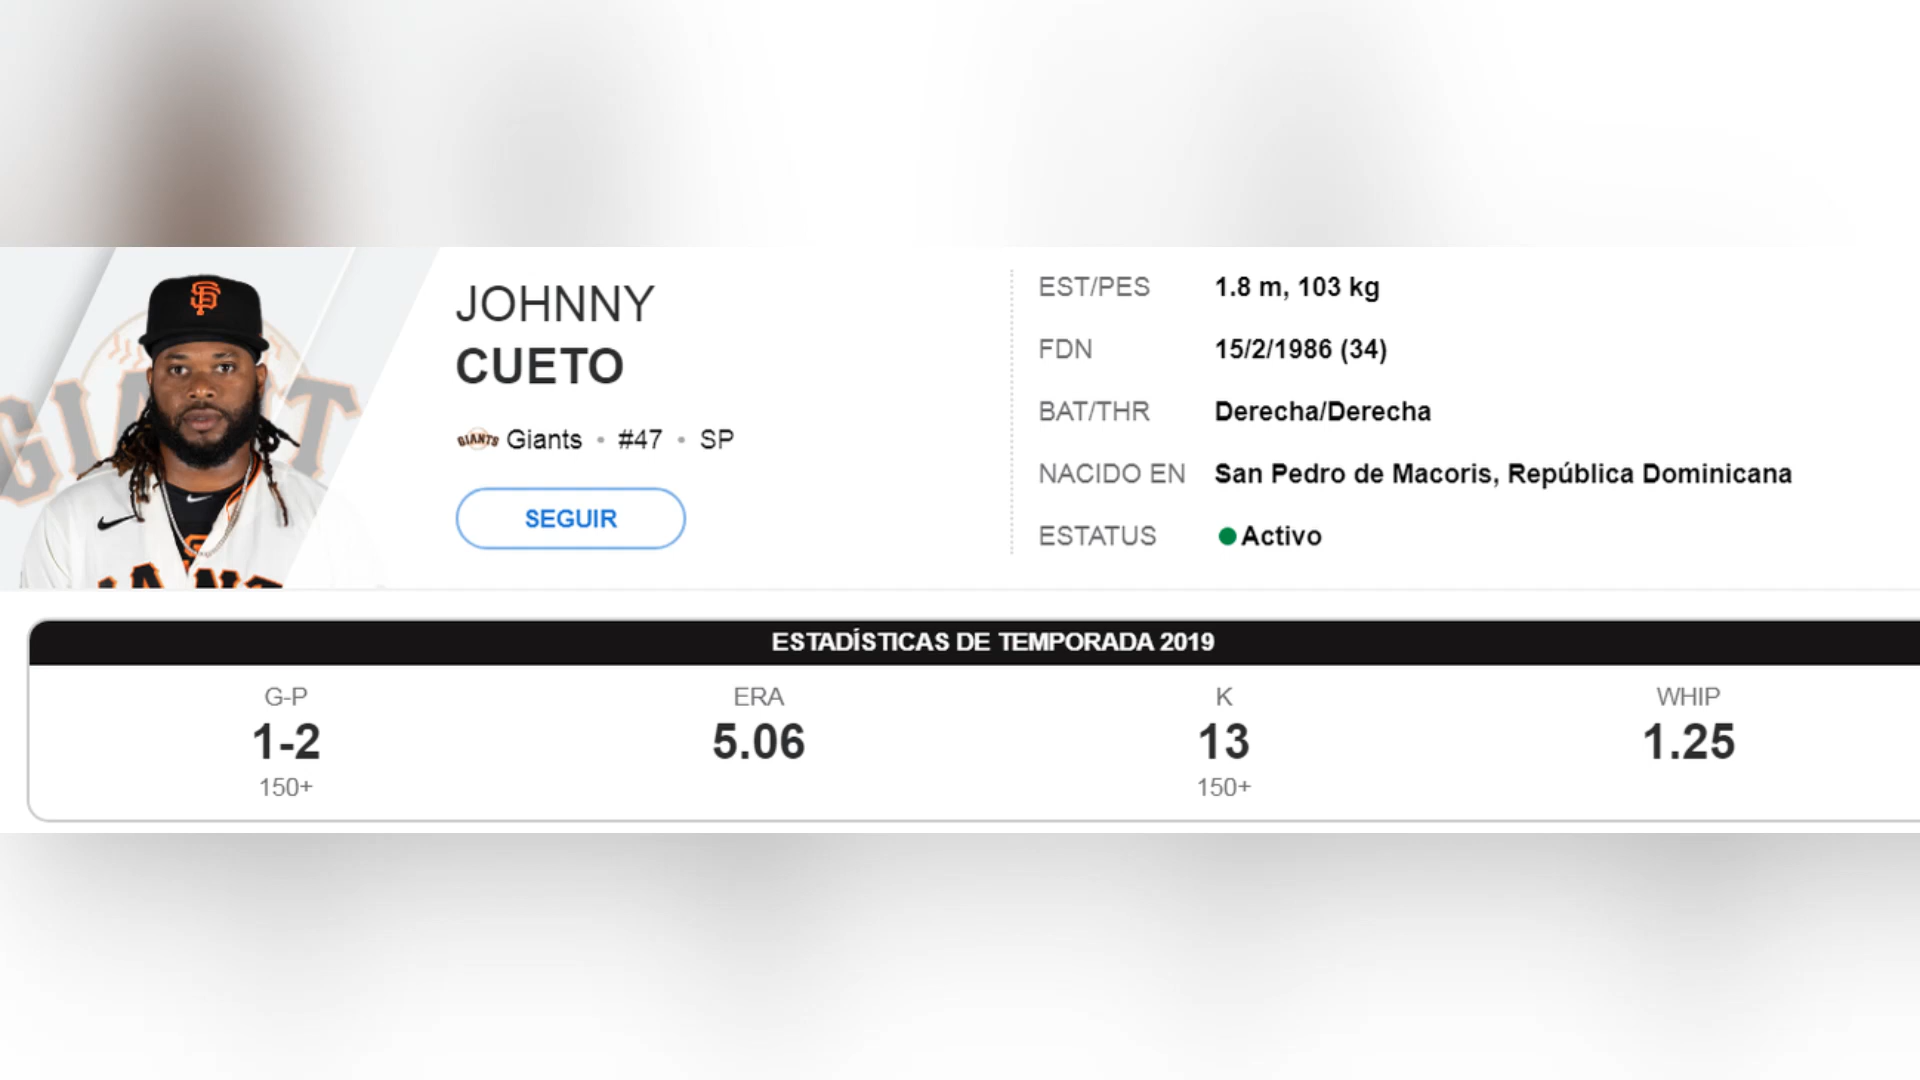 JOHNNY
CUETO
GIANTS Giants • #47 • SP
SEGUIR
EST/PES 1.8 m, 103 kg
FDN 15/2/1986 (34)
BAT/THR Derecha/Derecha
NACIDO EN San Pedro de Macoris, República Dominicana
ESTATUS Activo
ESTADÍSTICAS DE TEMPORADA 2019
G-P ERA K WHIP
1-2 5.06 13 1.25
150+ 150+